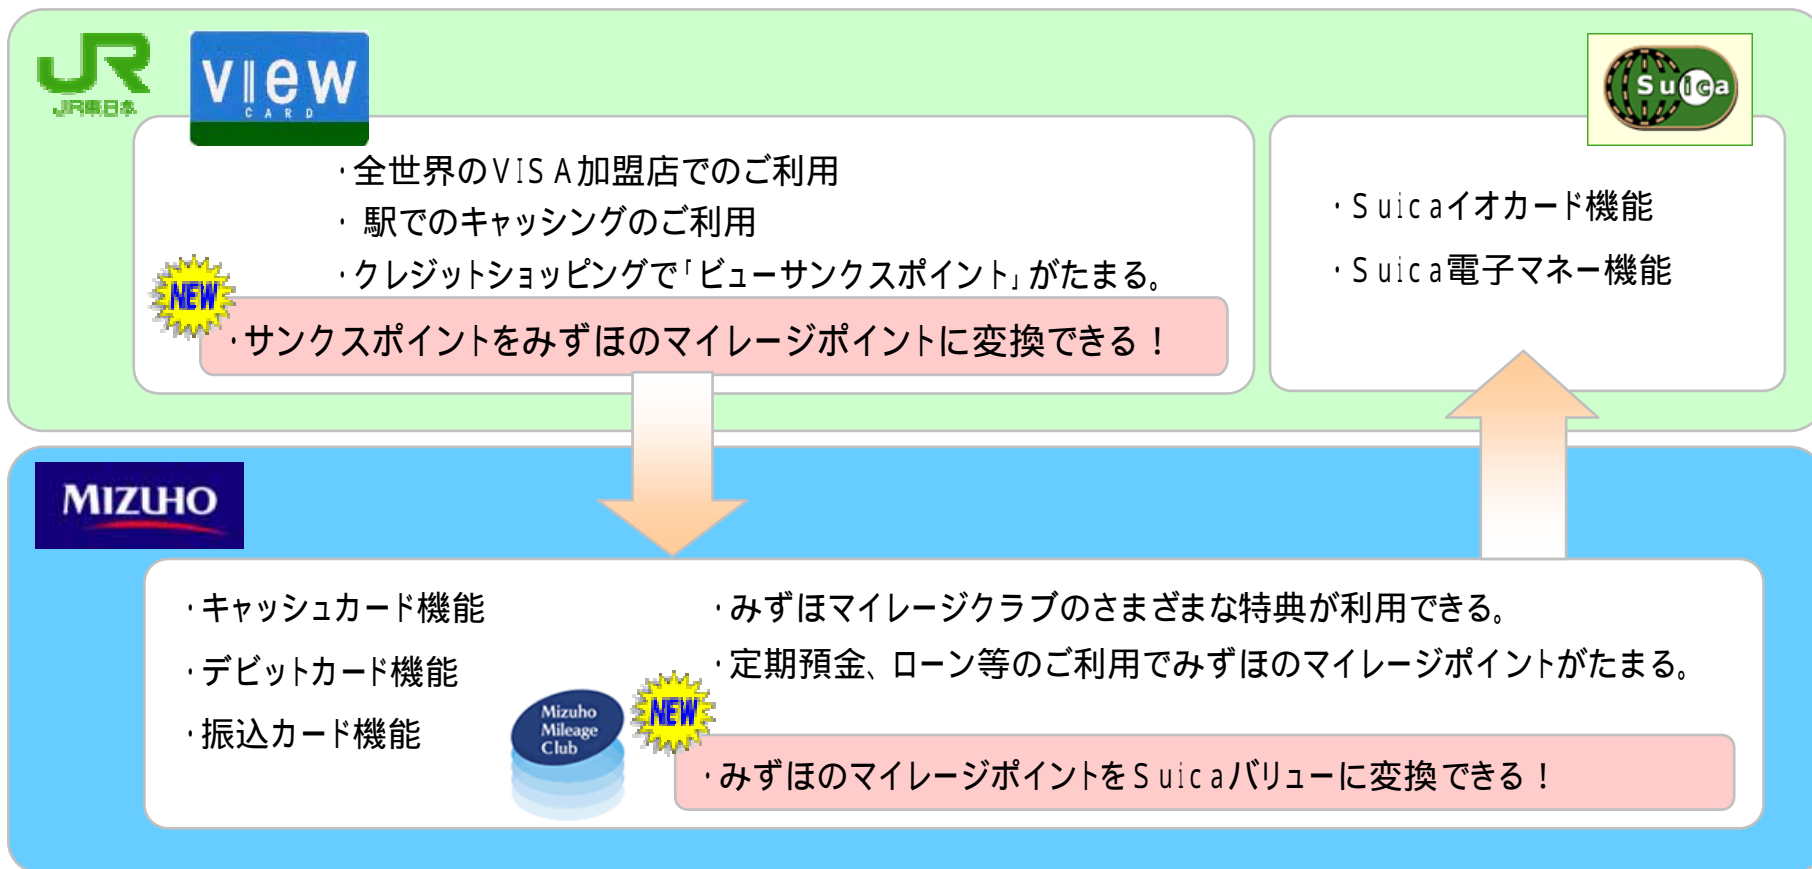 JR
JR東日本
VIEW
CARD
Suica
・全世界のVISA加盟店でのご利用
・駅でのキャッシングのご利用
・クレジットショッピングで「ビューサンクスポイント」がたまる。
NEW
・サンクスポイントをみずほのマイレージポイントに変換できる！
・Suicaイオカード機能
・Suica電子マネー機能
MIZUHO
・キャッシュカード機能
・デビットカード機能
・振込カード機能
Mizuho
Mileage
Club
・みずほマイレージクラブのさまざまな特典が利用できる。
・定期預金、ローン等のご利用でみずほのマイレージポイントがたまる。
NEW
・みずほのマイレージポイントをSuicaバリューに変換できる！